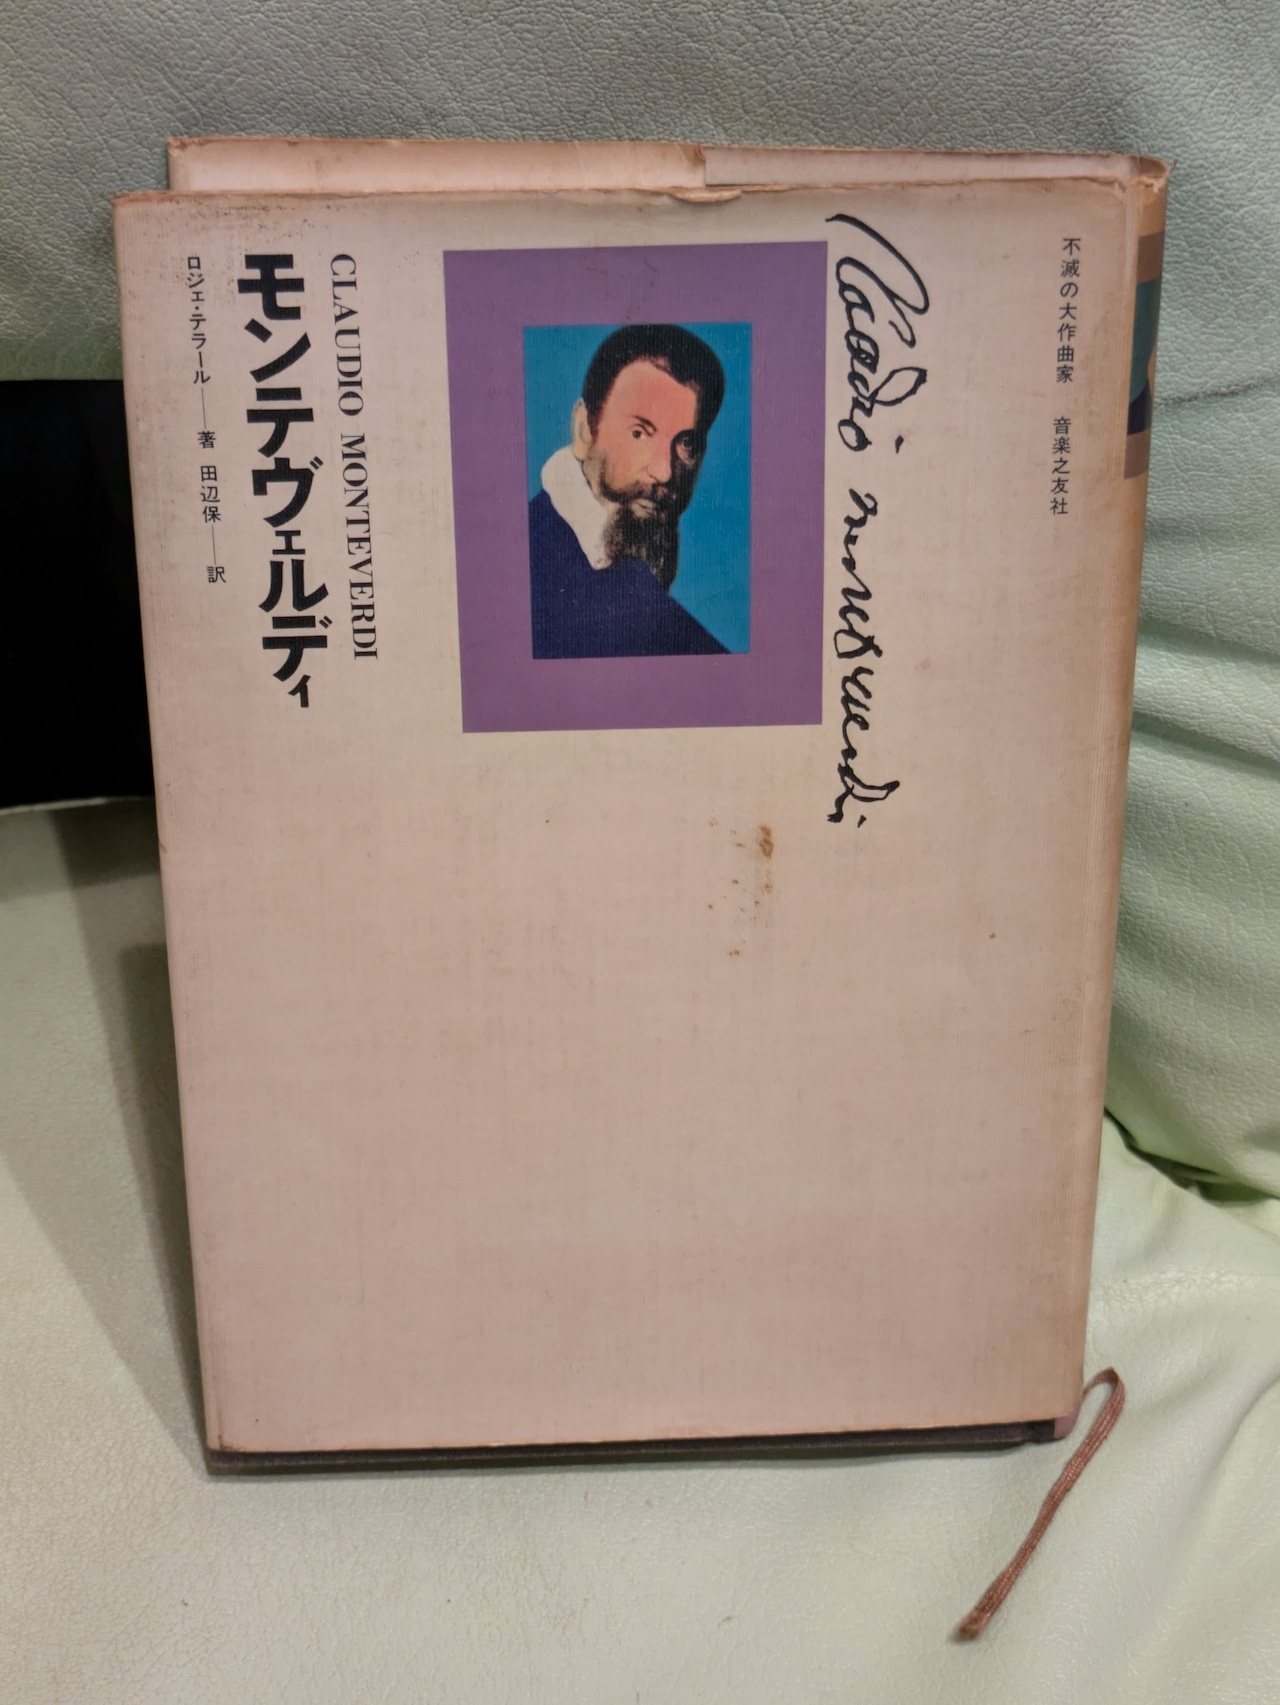 不滅の大作曲家 音楽之友社
Claudio Monteverdi
CLAUDIO MONTEVERDI
モンテヴェルディ
ロジェ・テラール——著 田辺保——訳